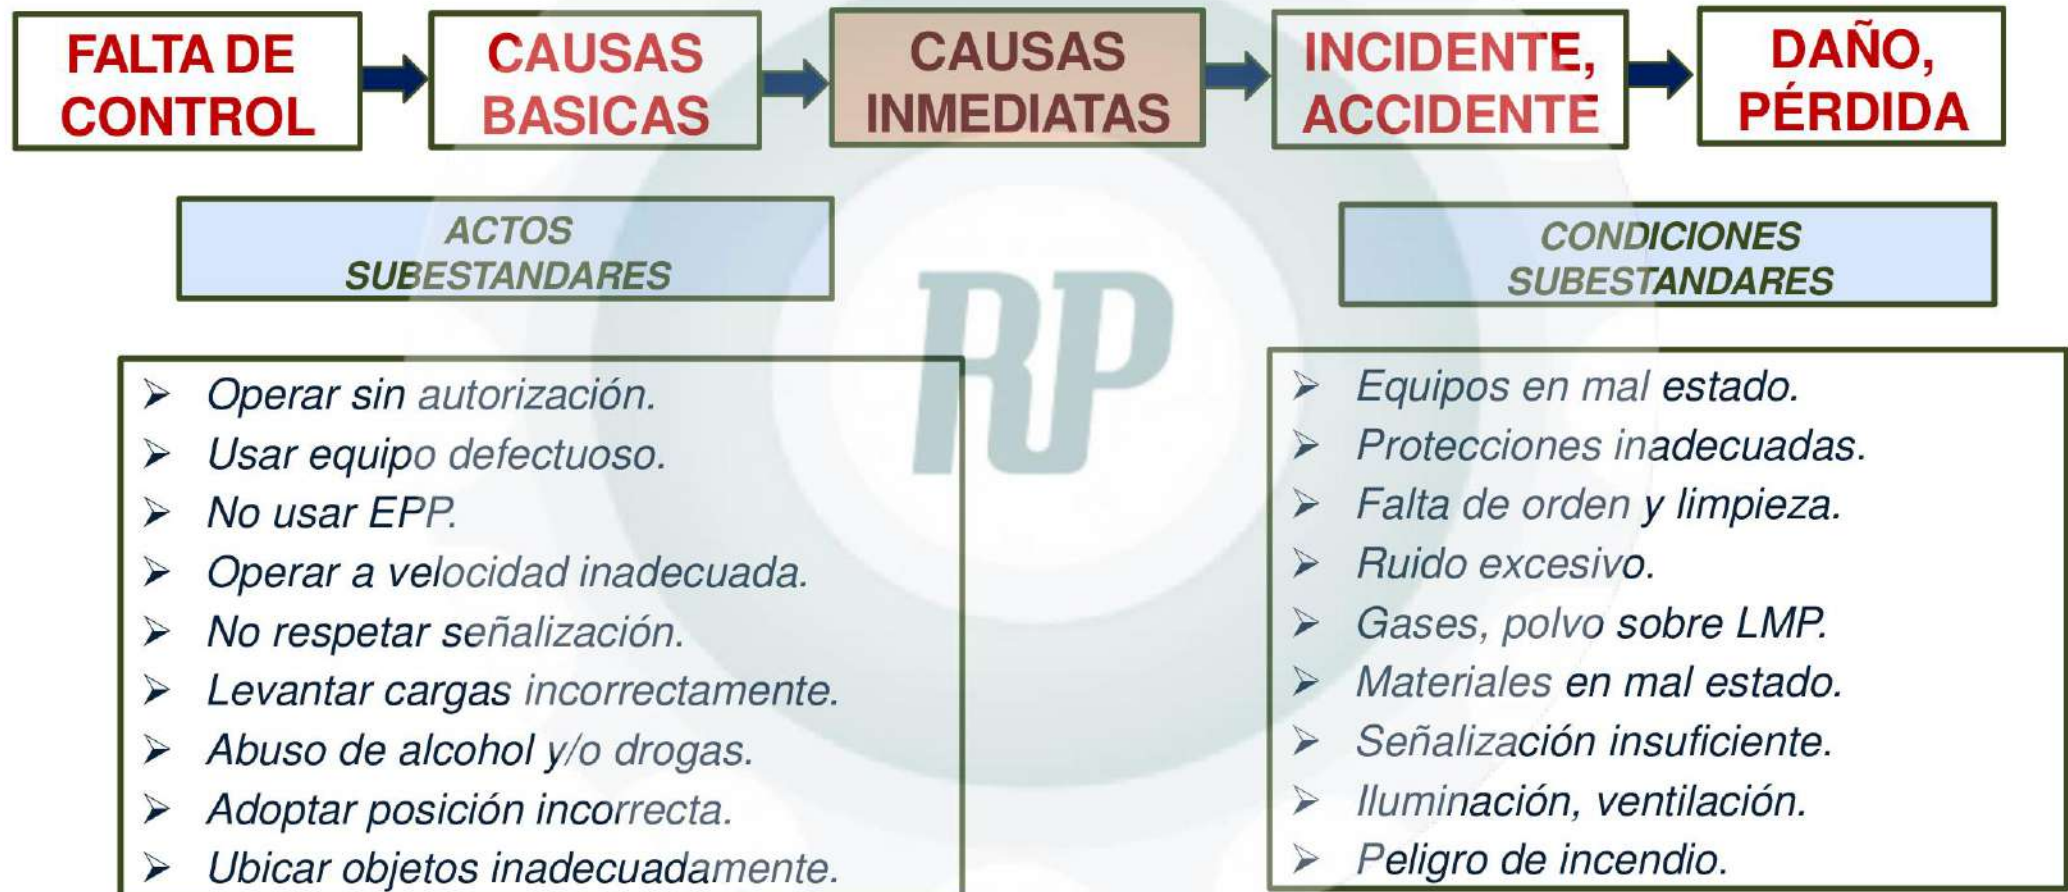 FALTA DE
CONTROL
CAUSAS
BASICAS
CAUSAS
INMEDIATAS
INCIDENTE,
ACCIDENTE
DAÑO,
PÉRDIDA
ACTOS
SUBESTANDARES
CONDICIONES
SUBESTANDARES
RP
➢ Operar sin autorización.
➢ Usar equipo defectuoso.
➢ No usar EPP.
➢ Operar a velocidad inadecuada.
➢ No respetar señalización.
➢ Levantar cargas incorrectamente.
➢ Abuso de alcohol y/o drogas.
➢ Adoptar posición incorrecta.
➢ Ubicar objetos inadecuadamente.
➢ Equipos en mal estado.
➢ Protecciones inadecuadas.
➢ Falta de orden y limpieza.
➢ Ruido excesivo.
➢ Gases, polvo sobre LMP.
➢ Materiales en mal estado.
➢ Señalización insuficiente.
➢ Iluminación, ventilación.
➢ Peligro de incendio.